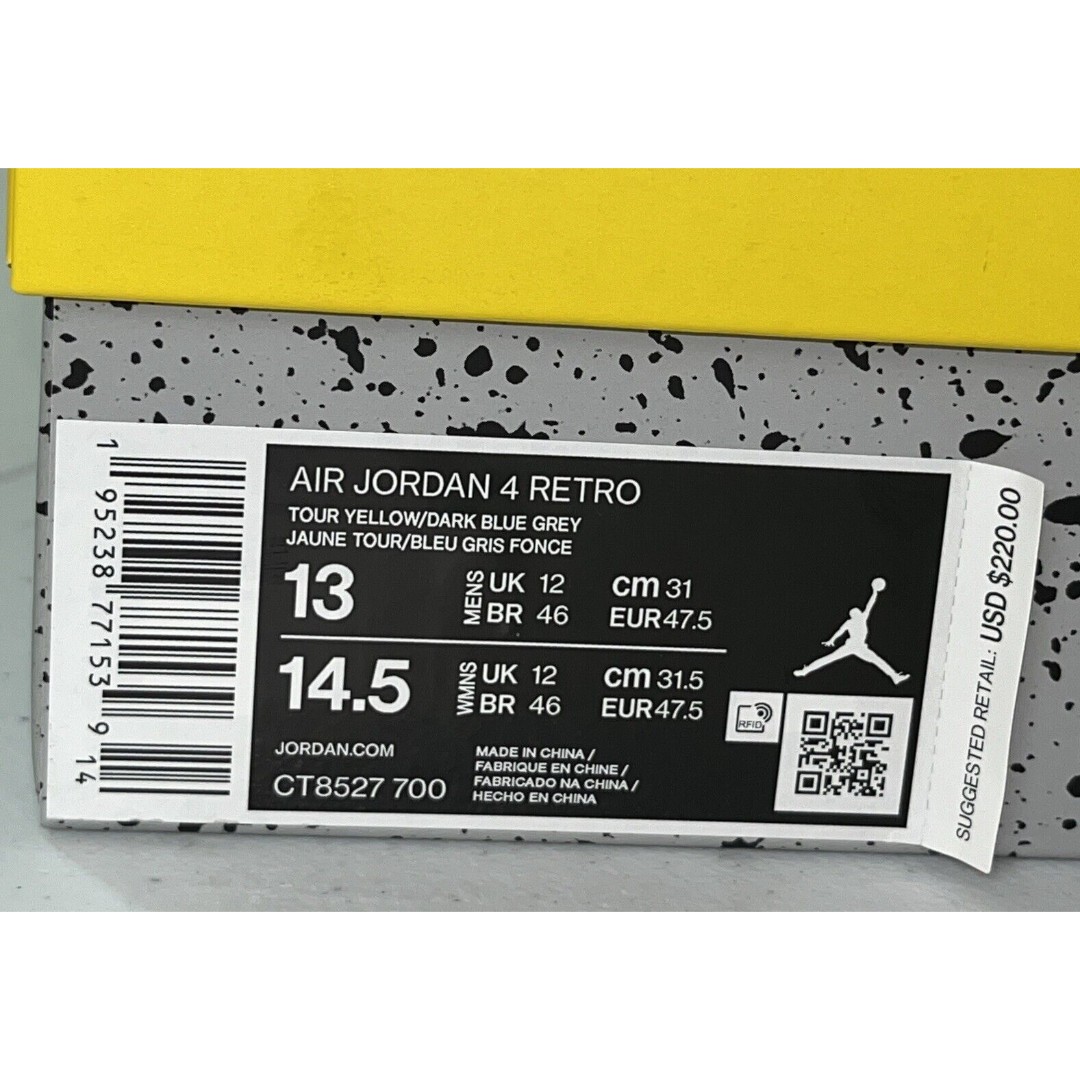 AIR JORDAN 4 RETRO
TOUR YELLOW/DARK BLUE GREY
JAUNE TOUR/BLEU GRIS FONCE
13 MENS UK 12 cm 31
BR 46 EUR 47.5
14.5 WMNS UK 12 cm 31.5
BR 46 EUR 47.5
JORDAN.COM
CT8527 700
MADE IN CHINA /
FABRIQUE EN CHINE /
FABRICADO NA CHINA /
HECHO EN CHINA
RFID
SUGGESTED RETAIL: USD $220.00
1 95238 77153 9 14